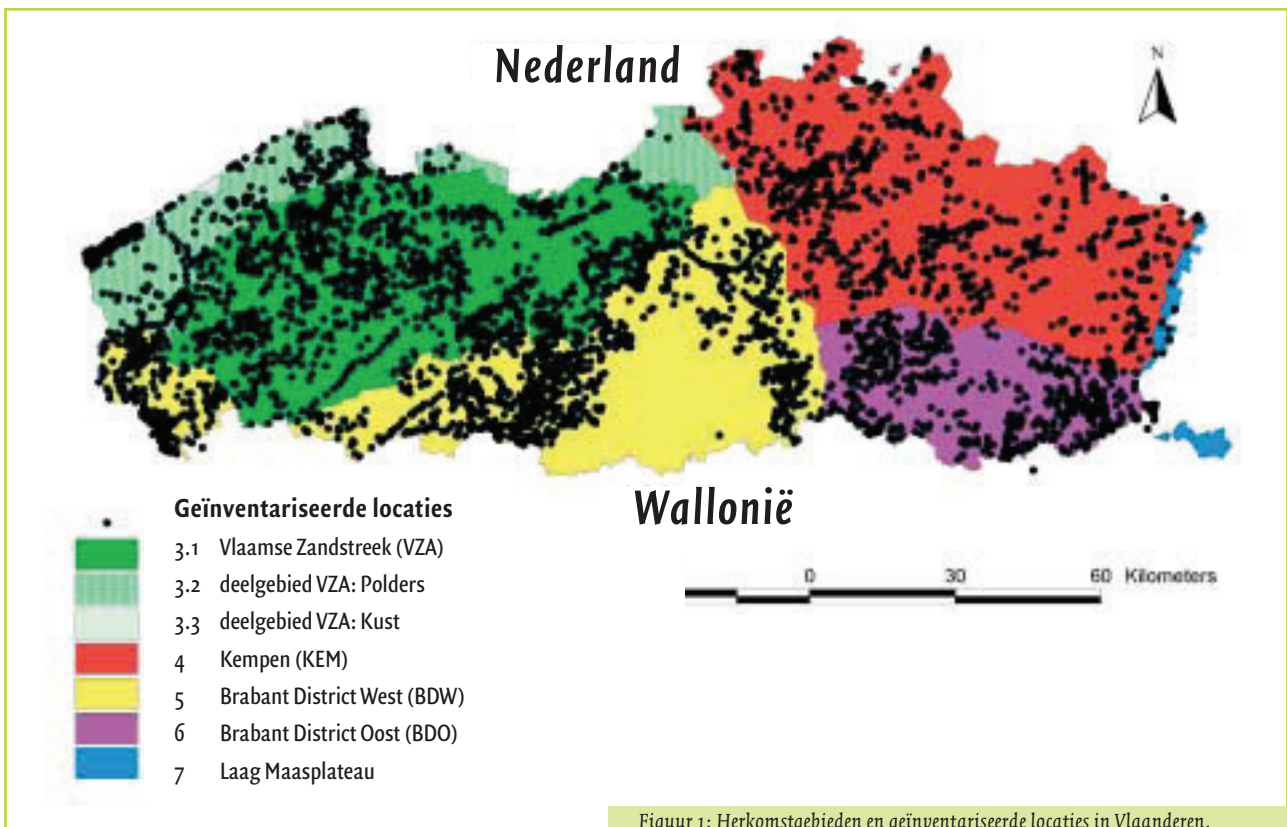 Nederland
N
Wallonië
Geïnventariseerde locaties
3.1 Vlaamse Zandstreek (VZA)
3.2 deelgebied VZA: Polders
3.3 deelgebied VZA: Kust
4 Kempen (KEM)
5 Brabant District West (BDW)
6 Brabant District Oost (BDO)
7 Laag Maasplateau
0 30 60 Kilometers
Figuur 1: Herkomstgebieden en geïnventariseerde locaties in Vlaanderen.